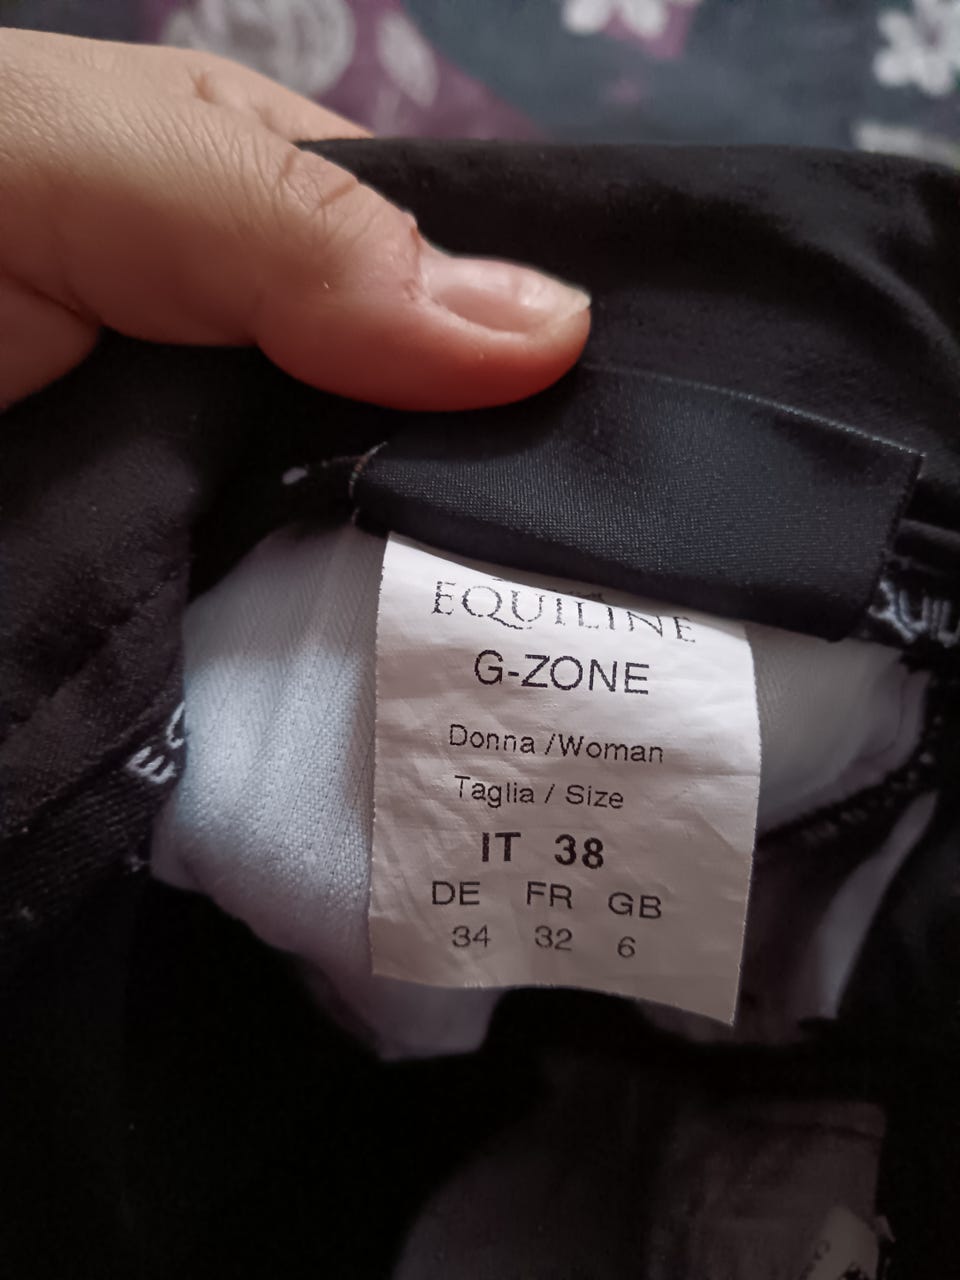 EQUILINE
G-ZONE
Donna /Woman
Taglia / Size
IT 38
DE FR GB
34 32 6